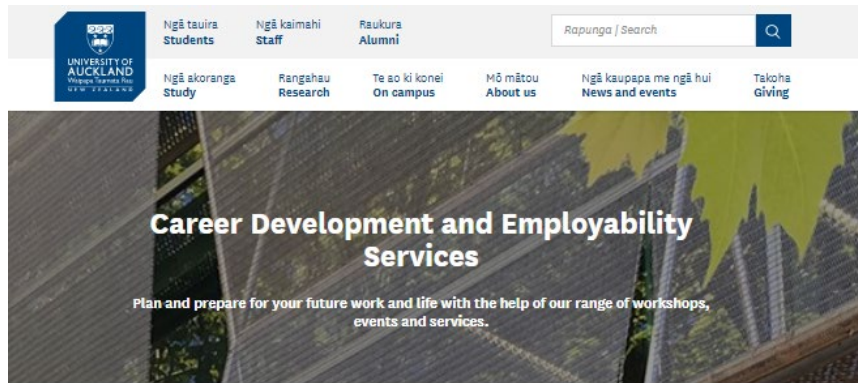 Ngā tauira
Students
Ngā kaimahi
Staff
Raukura
Alumni
Rapunga | Search
UNIVERSITY OF
AUCKLAND
Waipapa Taumata Rau
NEW ZEALAND
Ngā akoranga
Study
Rangahau
Research
Te ao ki konei
On campus
Mō mātou
About us
Ngā kaupapa me ngā hui
News and events
Takoha
Giving
Career Development and Employability
Services
Plan and prepare for your future work and life with the help of our range of workshops,
events and services.